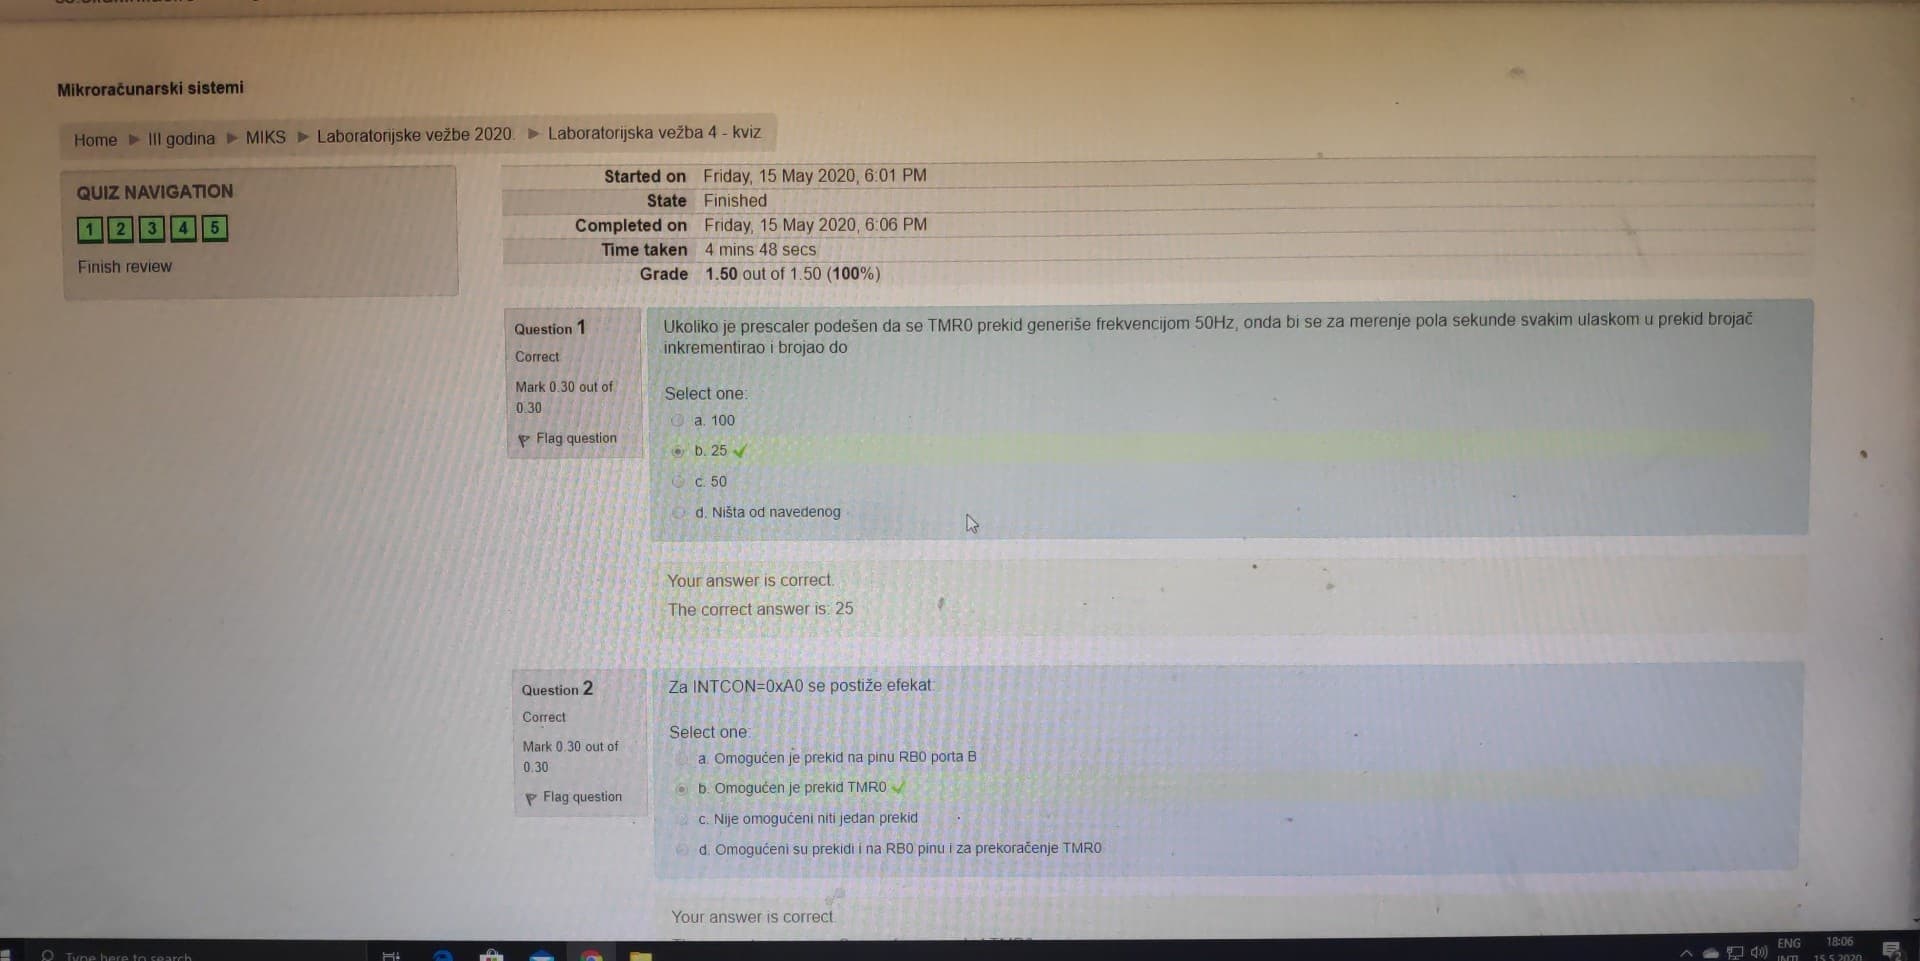 Mikroračunarski sistemi
Home ► III godina ► MIKS ► Laboratorijske vežbe 2020. ► Laboratorijska vežba 4 - kviz
QUIZ NAVIGATION
1 2 3 4 5
Finish review
Started on Friday, 15 May 2020, 6:01 PM
State Finished
Completed on Friday, 15 May 2020, 6:06 PM
Time taken 4 mins 48 secs
Grade 1.50 out of 1.50 (100%)
Question 1
Correct
Mark 0.30 out of
0.30
Flag question
Ukoliko je prescaler podešen da se TMR0 prekid generiše frekvencijom 50Hz, onda bi se za merenje pola sekunde svakim ulaskom u prekid brojač
inkrementirao i brojao do
Select one:
a. 100
b. 25
c. 50
d. Ništa od navedenog
Your answer is correct.
The correct answer is: 25
Question 2
Correct
Mark 0.30 out of
0.30
Flag question
Za INTCON=0xA0 se postiže efekat:
Select one:
a. Omogućen je prekid na pinu RB0 porta B
b. Omogućen je prekid TMR0
c. Nije omogućeni niti jedan prekid
d. Omogućeni su prekidi i na RB0 pinu i za prekoračenje TMR0
Your answer is correct.
Type here to search
ENG
INTL
18:06
15.5.2020.